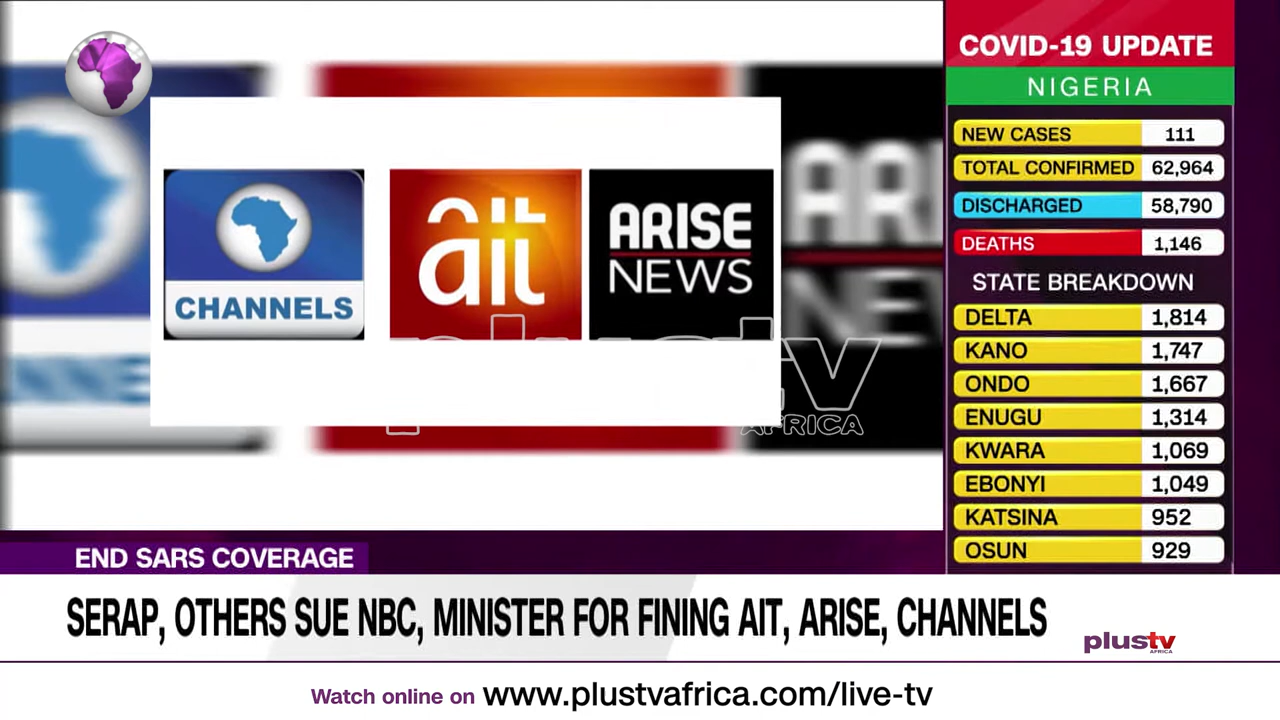 CHANNELS
ait
ARISE
NEWS
plustv
AFRICA
COVID-19 UPDATE
NIGERIA
NEW CASES 111
TOTAL CONFIRMED 62,964
DISCHARGED 58,790
DEATHS 1,146
STATE BREAKDOWN
DELTA 1,814
KANO 1,747
ONDO 1,667
ENUGU 1,314
KWARA 1,069
EBONYI 1,049
KATSINA 952
OSUN 929
END SARS COVERAGE
SERAP, OTHERS SUE NBC, MINISTER FOR FINING AIT, ARISE, CHANNELS
plustv
AFRICA
Watch online on www.plustvafrica.com/live-tv